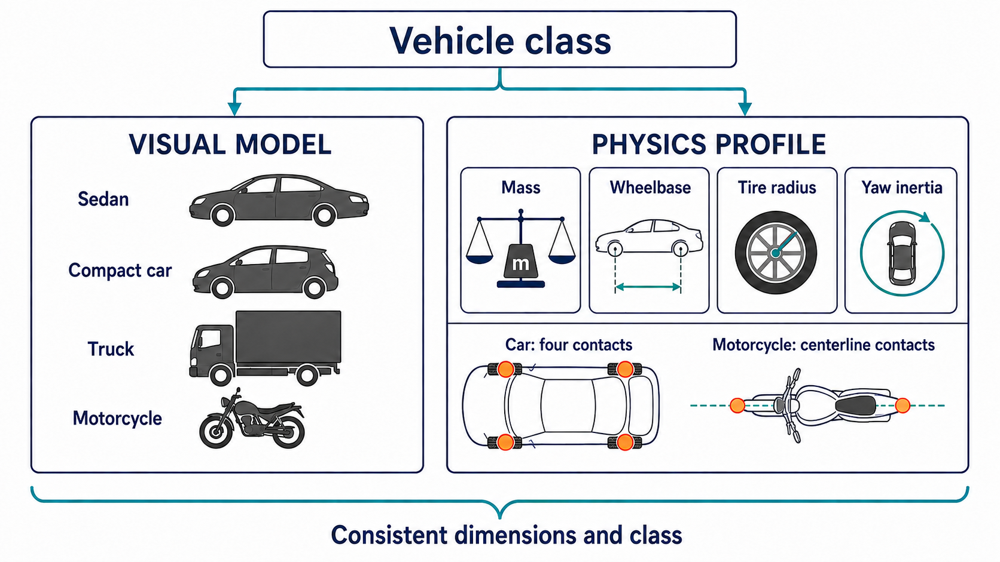 Vehicle class
VISUAL MODEL
Sedan
Compact car
Truck
Motorcycle
PHYSICS PROFILE
Mass
m
Wheelbase
Tire radius
Yaw inertia
Car: four contacts
Motorcycle: centerline contacts
Consistent dimensions and class